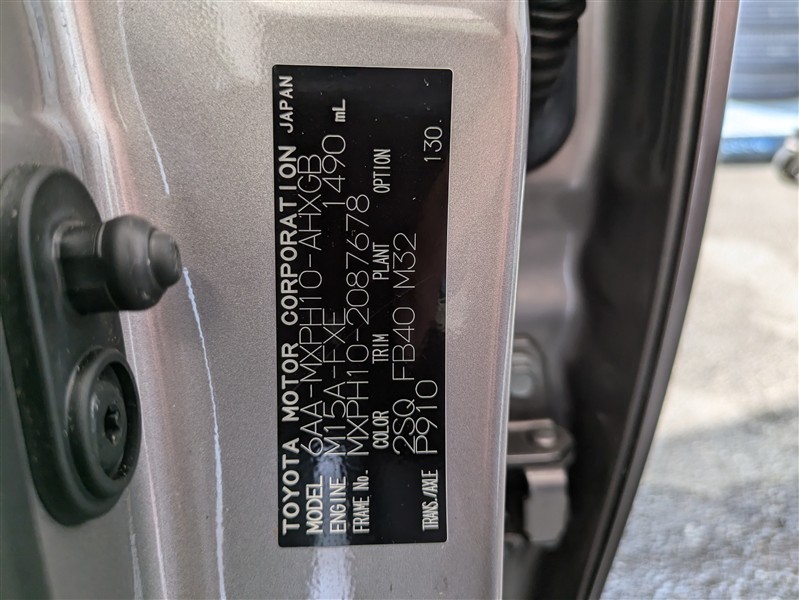 TOYOTA MOTOR CORPORATION JAPAN
MODEL 6AA-MXPH10-AHXGB
ENGINE M15A-FXE 1490 mL
FRAME No. MXPH10-2087678
COLOR TRIM PLANT OPTION
2SQ FB40 M32 130
TRANS./AXLE P910